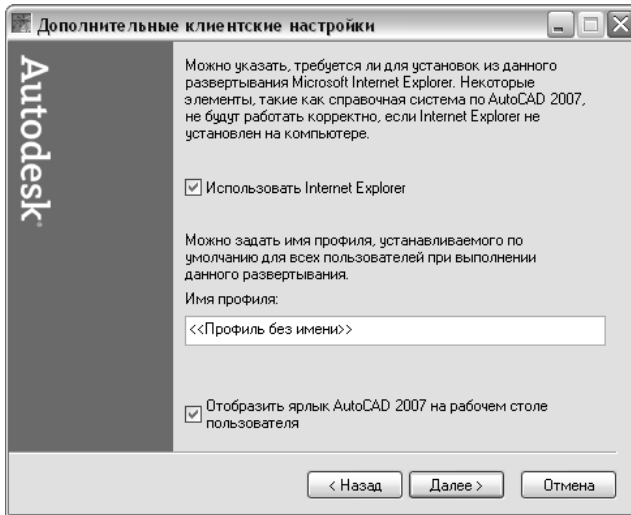 Дополнительные клиентские настройки
Autodesk
Можно указать, требуется ли для установок из данного
развертывания Microsoft Internet Explorer. Некоторые
элементы, такие как справочная система по AutoCAD 2007,
не будут работать корректно, если Internet Explorer не
установлен на компьютере.
Использовать Internet Explorer
Можно задать имя профиля, устанавливаемого по
умолчанию для всех пользователей при выполнении
данного развертывания.
Имя профиля:
<<Профиль без имени>>
Отобразить ярлык AutoCAD 2007 на рабочем столе
пользователя
< Назад Далее > Отмена